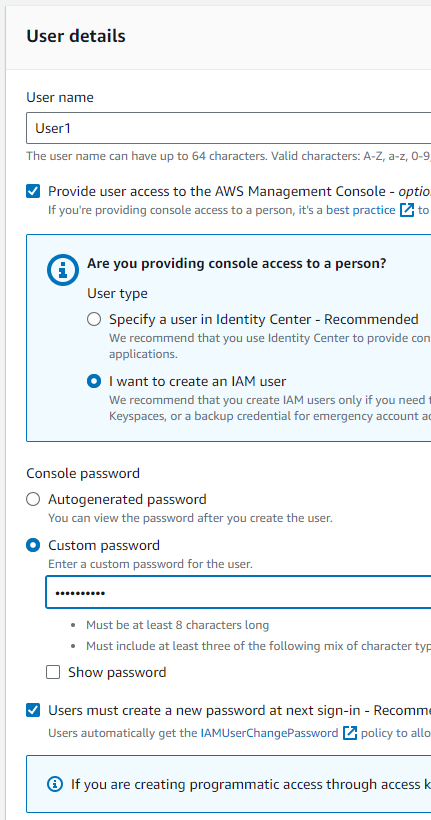 User details
User name
User1
The user name can have up to 64 characters. Valid characters: A-Z, a-z, 0-9,
Provide user access to the AWS Management Console - optio
If you're providing console access to a person, it's a best practice to
Are you providing console access to a person?
User type
Specify a user in Identity Center - Recommended
We recommend that you use Identity Center to provide con
applications.
I want to create an IAM user
We recommend that you create IAM users only if you need t
Keyspaces, or a backup credential for emergency account ac
Console password
Autogenerated password
You can view the password after you create the user.
Custom password
Enter a custom password for the user.
••••••••••
Must be at least 8 characters long
Must include at least three of the following mix of character typ
Show password
Users must create a new password at next sign-in - Recomme
Users automatically get the IAMUserChangePassword policy to allo
If you are creating programmatic access through access k